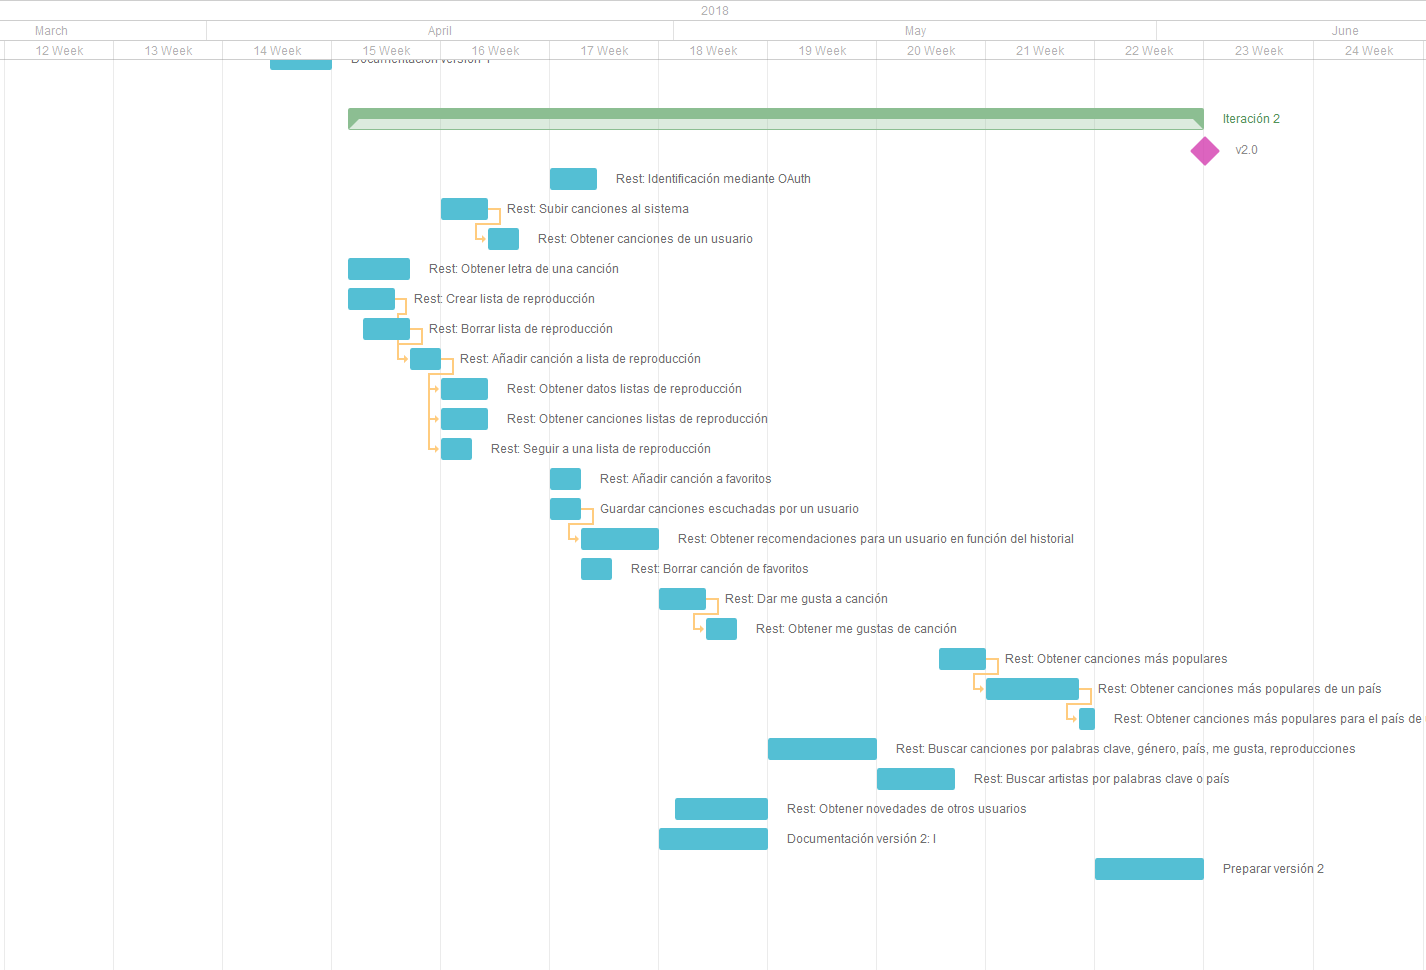 2018
March April May June
12 Week 13 Week 14 Week 15 Week 16 Week 17 Week 18 Week 19 Week 20 Week 21 Week 22 Week 23 Week 24 Week
Documentación versión 1
Iteración 2
v2.0
Rest: Identificación mediante OAuth
Rest: Subir canciones al sistema
Rest: Obtener canciones de un usuario
Rest: Obtener letra de una canción
Rest: Crear lista de reproducción
Rest: Borrar lista de reproducción
Rest: Añadir canción a lista de reproducción
Rest: Obtener datos listas de reproducción
Rest: Obtener canciones listas de reproducción
Rest: Seguir a una lista de reproducción
Rest: Añadir canción a favoritos
Guardar canciones escuchadas por un usuario
Rest: Obtener recomendaciones para un usuario en función del historial
Rest: Borrar canción de favoritos
Rest: Dar me gusta a canción
Rest: Obtener me gustas de canción
Rest: Obtener canciones más populares
Rest: Obtener canciones más populares de un país
Rest: Obtener canciones más populares para el país de
Rest: Buscar canciones por palabras clave, género, país, me gusta, reproducciones
Rest: Buscar artistas por palabras clave o país
Rest: Obtener novedades de otros usuarios
Documentación versión 2: I
Preparar versión 2